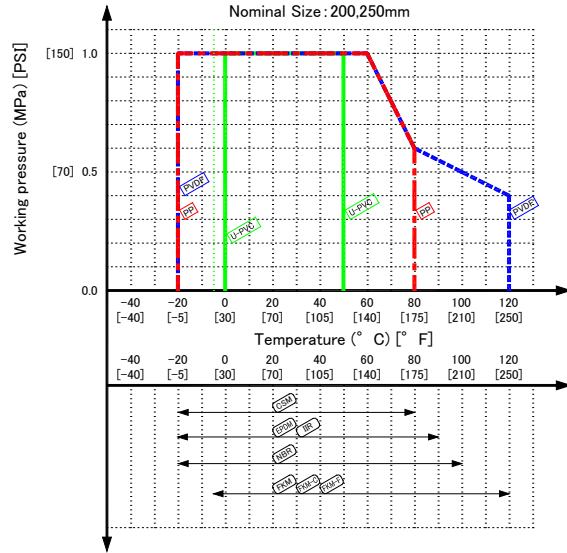 Nominal Size : 200,250mm
Working pressure (MPa) [PSI]
[150] 1.0
[70] 0.5
0.0
PVDF
PP
U-PVC
U-PVC
PP
PVDF
-40 -20 0 20 40 60 80 100 120
[-40] [-5] [30] [70] [105] [140] [175] [210] [250]
Temperature (° C) [° F]
-40 -20 0 20 40 60 80 100 120
[-40] [-5] [30] [70] [105] [140] [175] [210] [250]
CSM
EPDM IIR
NBR
FKM FKM-C FKM-F